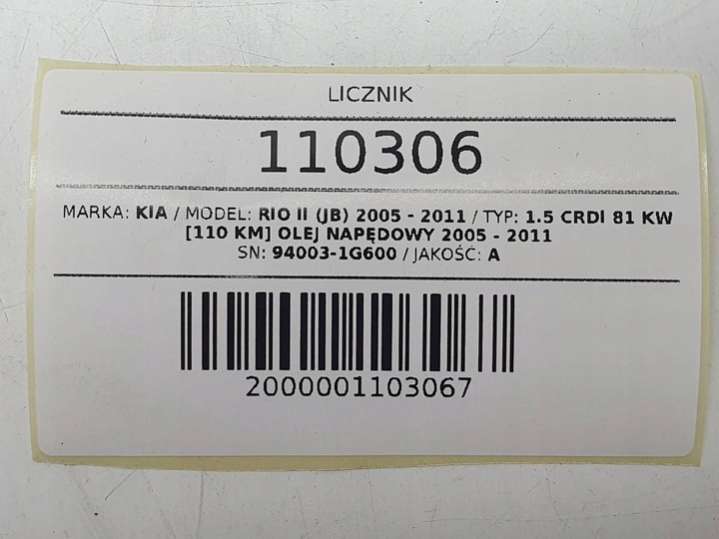 LICZNIK
110306
MARKA: KIA / MODEL: RIO II (JB) 2005 - 2011 / TYP: 1.5 CRDI 81 KW
[110 KM] OLEJ NAPĘDOWY 2005 - 2011
SN: 94003-1G600 / JAKOŚĆ: A
2000001103067